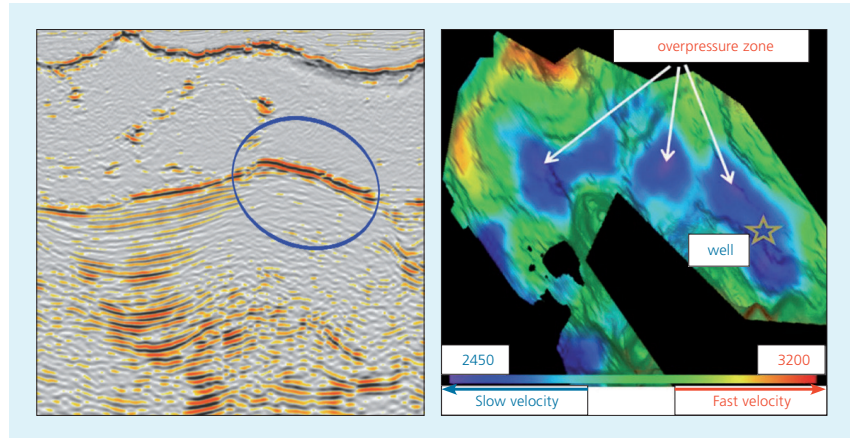 overpressure zone
well
2450
3200
Slow velocity
Fast velocity